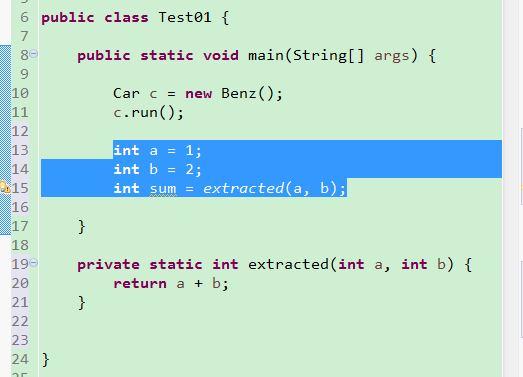 6 public class Test01 {
7
8 public static void main(String[] args) {
9
10 Car c = new Benz();
11 c.run();
12
13 int a = 1;
14 int b = 2;
15 int sum = extracted(a, b);
16
17 }
18
19 private static int extracted(int a, int b) {
20 return a + b;
21 }
22
23
24 }